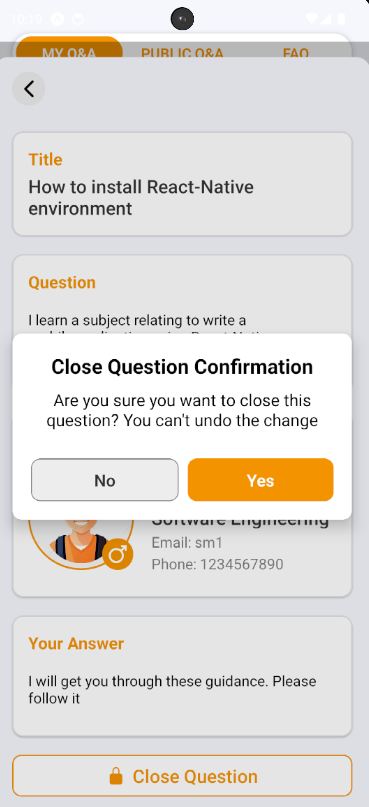 10:19
MY Q&A PUBLIC Q&A FAQ
Title
How to install React-Native
environment
Question
I learn a subject relating to write a
Close Question Confirmation
Are you sure you want to close this
question? You can't undo the change
No Yes
Software Engineering
Email: sm1
Phone: 1234567890
Your Answer
I will get you through these guidance. Please
follow it
Close Question